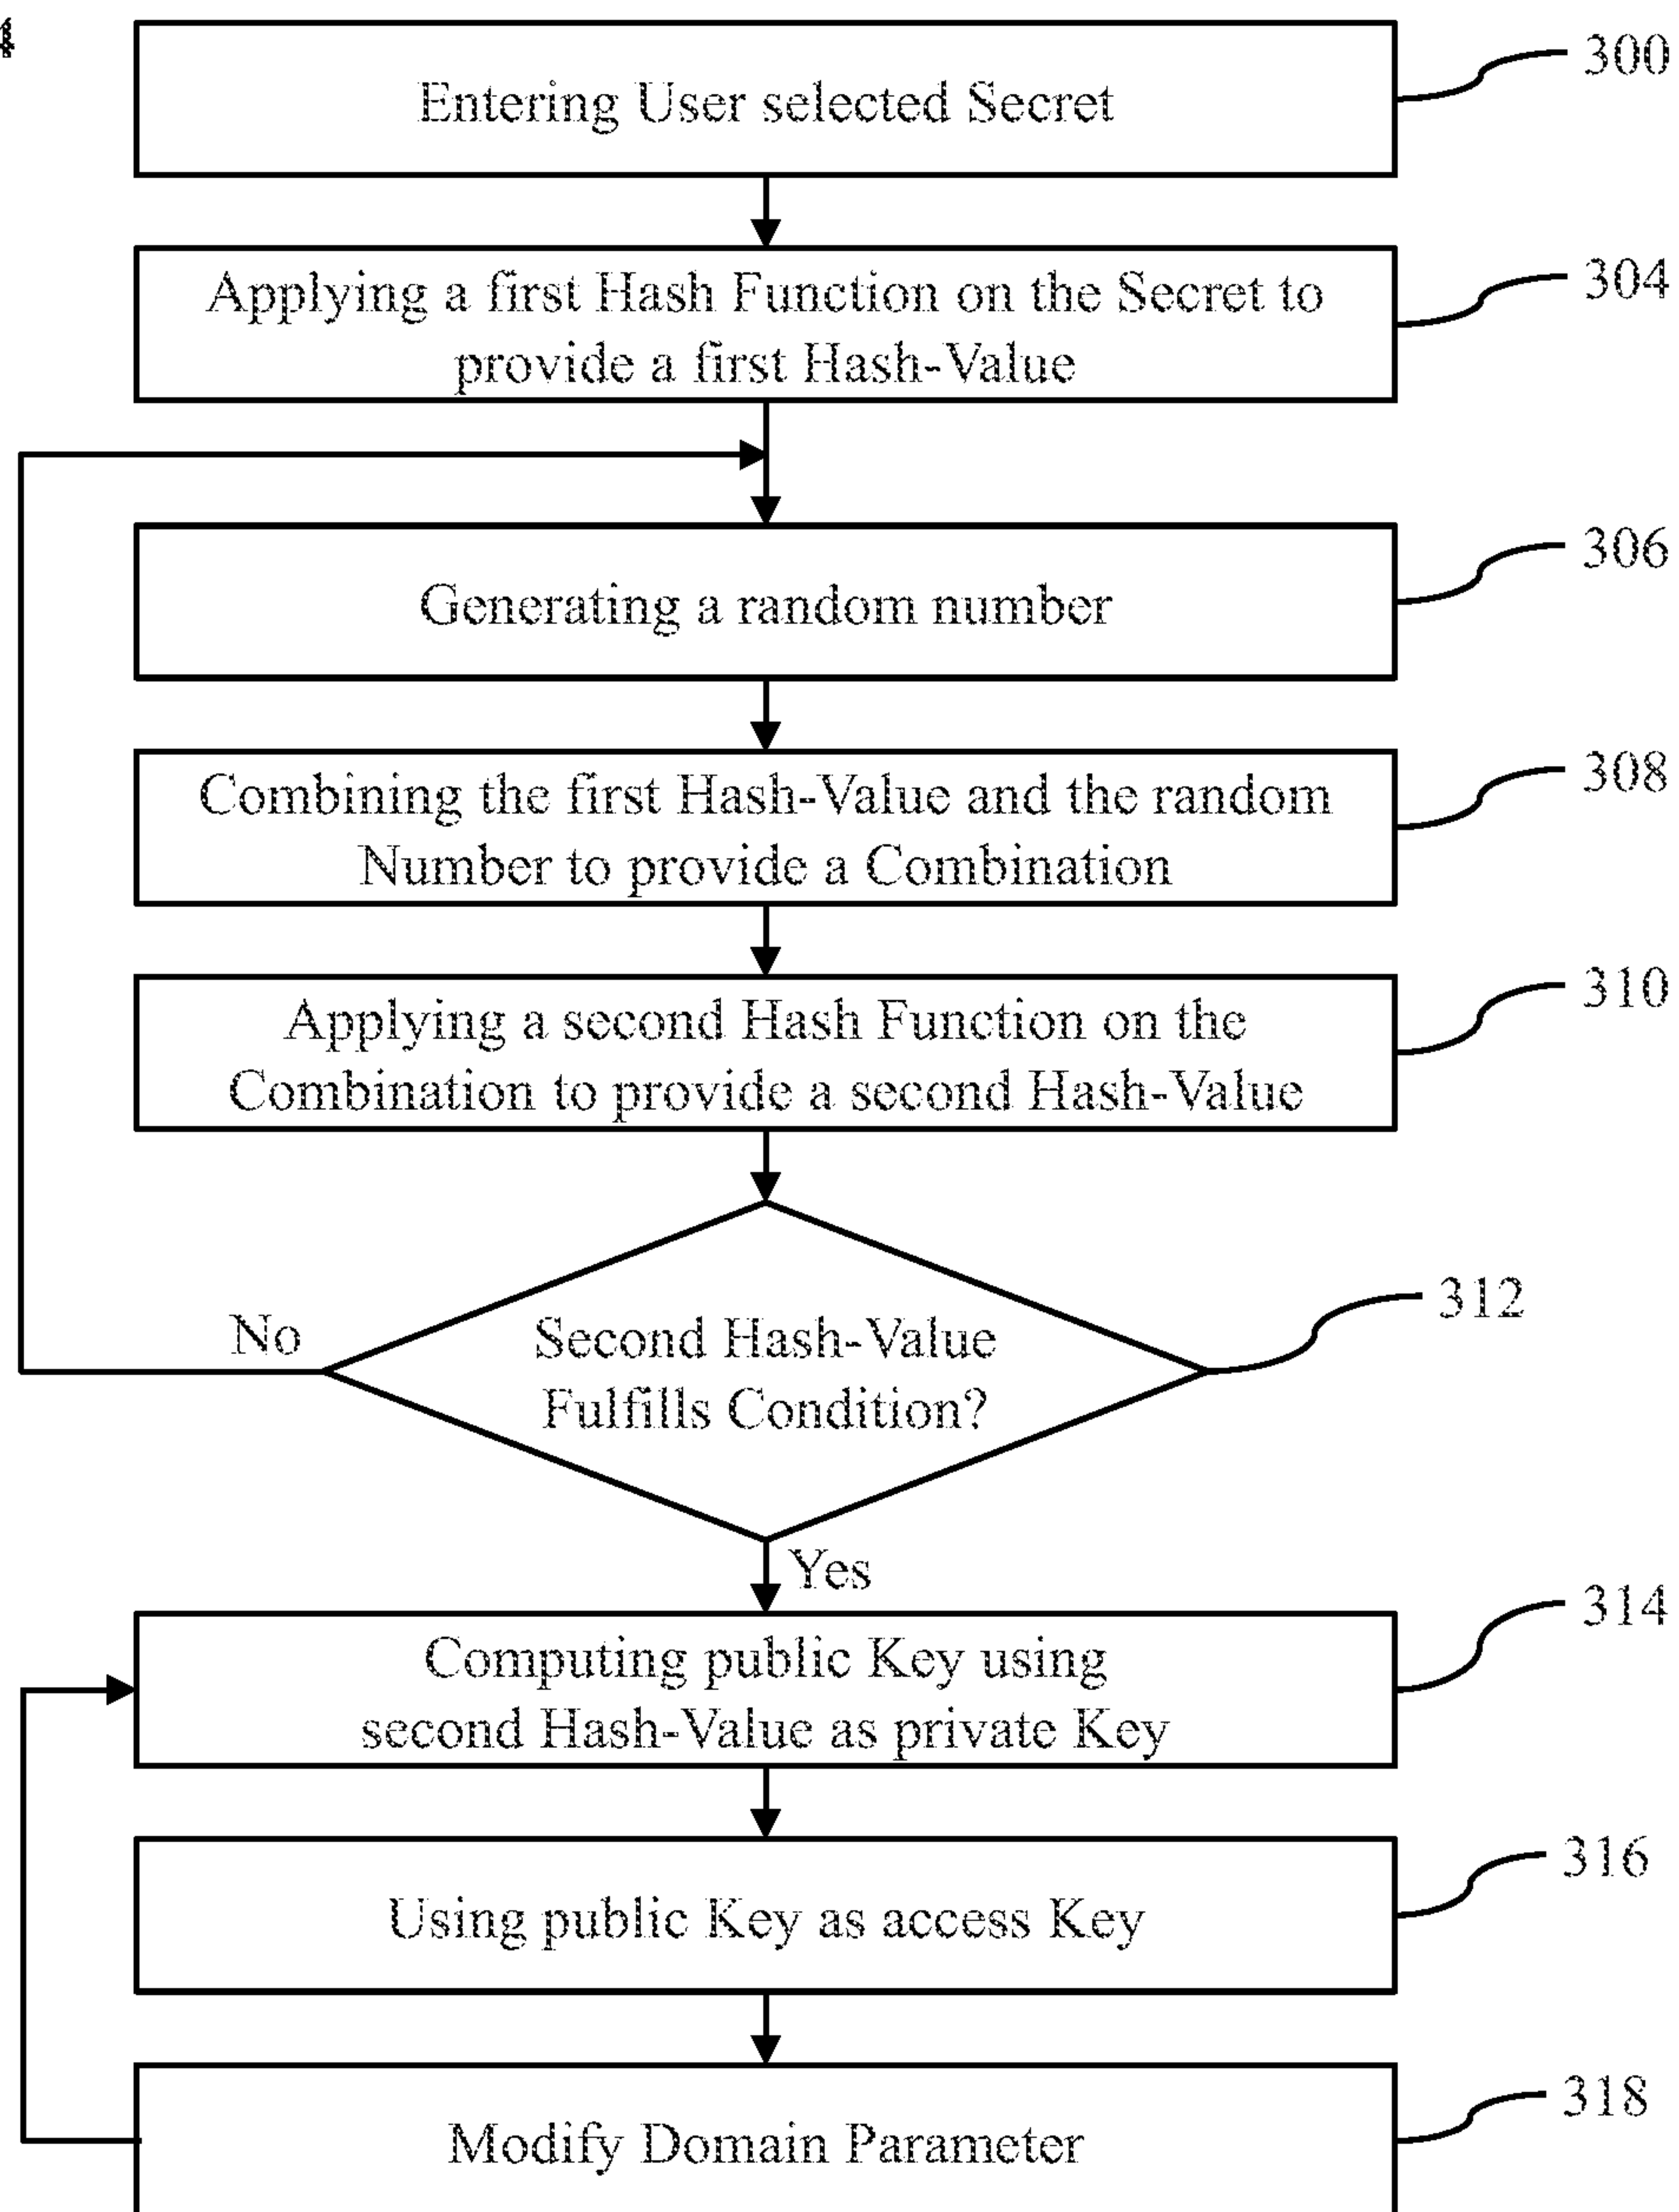 4
Entering User selected Secret
300
Applying a first Hash Function on the Secret to
provide a first Hash-Value
304
Generating a random number
306
Combining the first Hash-Value and the random
Number to provide a Combination
308
Applying a second Hash Function on the
Combination to provide a second Hash-Value
310
Second Hash-Value
Fulfills Condition?
312
No
Yes
Computing public Key using
second Hash-Value as private Key
314
Using public Key as access Key
316
Modify Domain Parameter
318